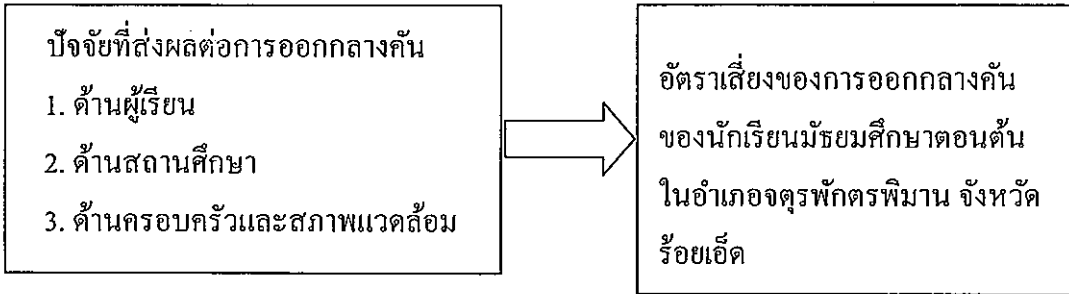 ปัจจัยที่ส่งผลต่อการออกกลางคัน
1. ด้านผู้เรียน
2. ด้านสถานศึกษา
3. ด้านครอบครัวและสภาพแวดล้อม
อัตราเสี่ยงของการออกกลางคัน
ของนักเรียนมัธยมศึกษาตอนต้น
ในอำเภอจตุรพักตรพิมาน จังหวัด
ร้อยเอ็ด